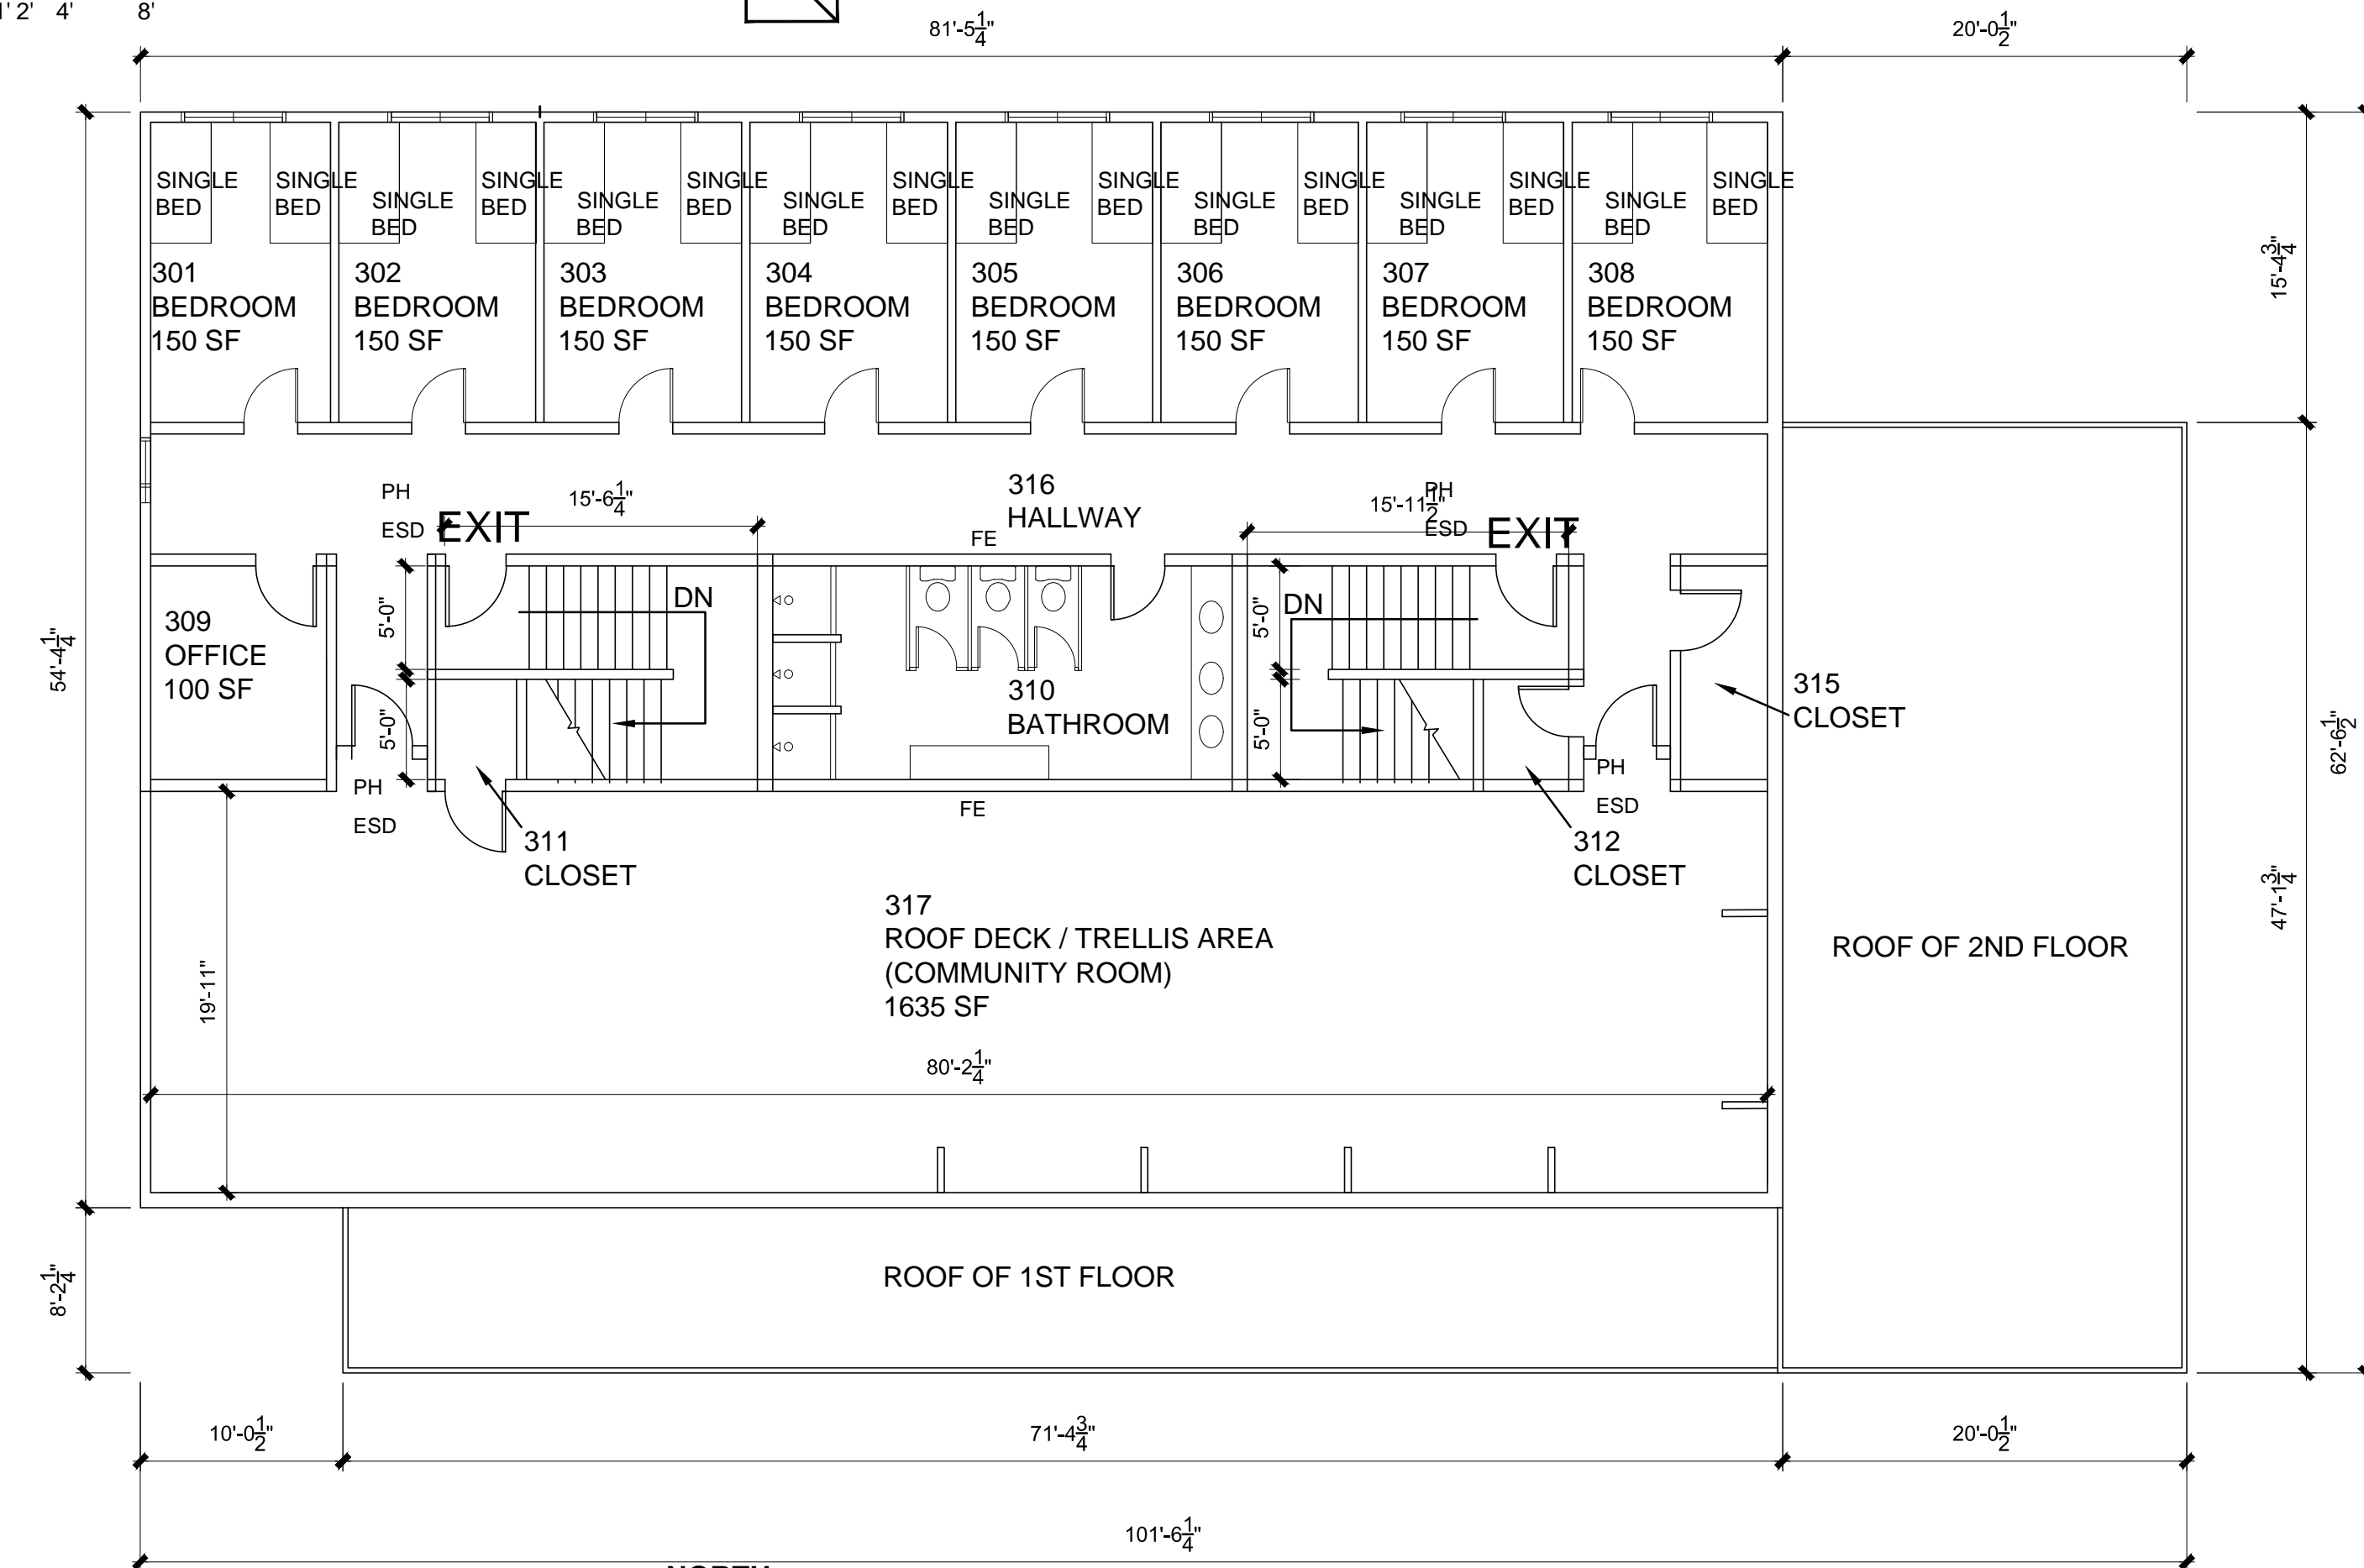 1' 2' 4' 8'
81'-5 1/4"
20'-0 1/2"
SINGLE
BED
SINGLE
BED
SINGLE
BED
SINGLE
BED
SINGLE
BED
SINGLE
BED
SINGLE
BED
SINGLE
BED
SINGLE
BED
SINGLE
BED
SINGLE
BED
SINGLE
BED
SINGLE
BED
SINGLE
BED
SINGLE
BED
SINGLE
BED
301
BEDROOM
150 SF
302
BEDROOM
150 SF
303
BEDROOM
150 SF
304
BEDROOM
150 SF
305
BEDROOM
150 SF
306
BEDROOM
150 SF
307
BEDROOM
150 SF
308
BEDROOM
150 SF
15'-4 3/4"
PH
ESD
EXIT
15'-6 1/4"
316
HALLWAY
FE
15'-11 1/2"
PH
ESD
EXIT
54'-4 1/4"
309
OFFICE
100 SF
5'-0"
5'-0"
DN
310
BATHROOM
DN
5'-0"
5'-0"
315
CLOSET
62'-6 1/2"
PH
ESD
311
CLOSET
FE
PH
ESD
312
CLOSET
47'-1 3/4"
317
ROOF DECK / TRELLIS AREA
(COMMUNITY ROOM)
1635 SF
ROOF OF 2ND FLOOR
19'-11"
80'-2 1/4"
8'-2 1/4"
ROOF OF 1ST FLOOR
10'-0 1/2"
71'-4 3/4"
20'-0 1/2"
101'-6 1/4"
NORTH